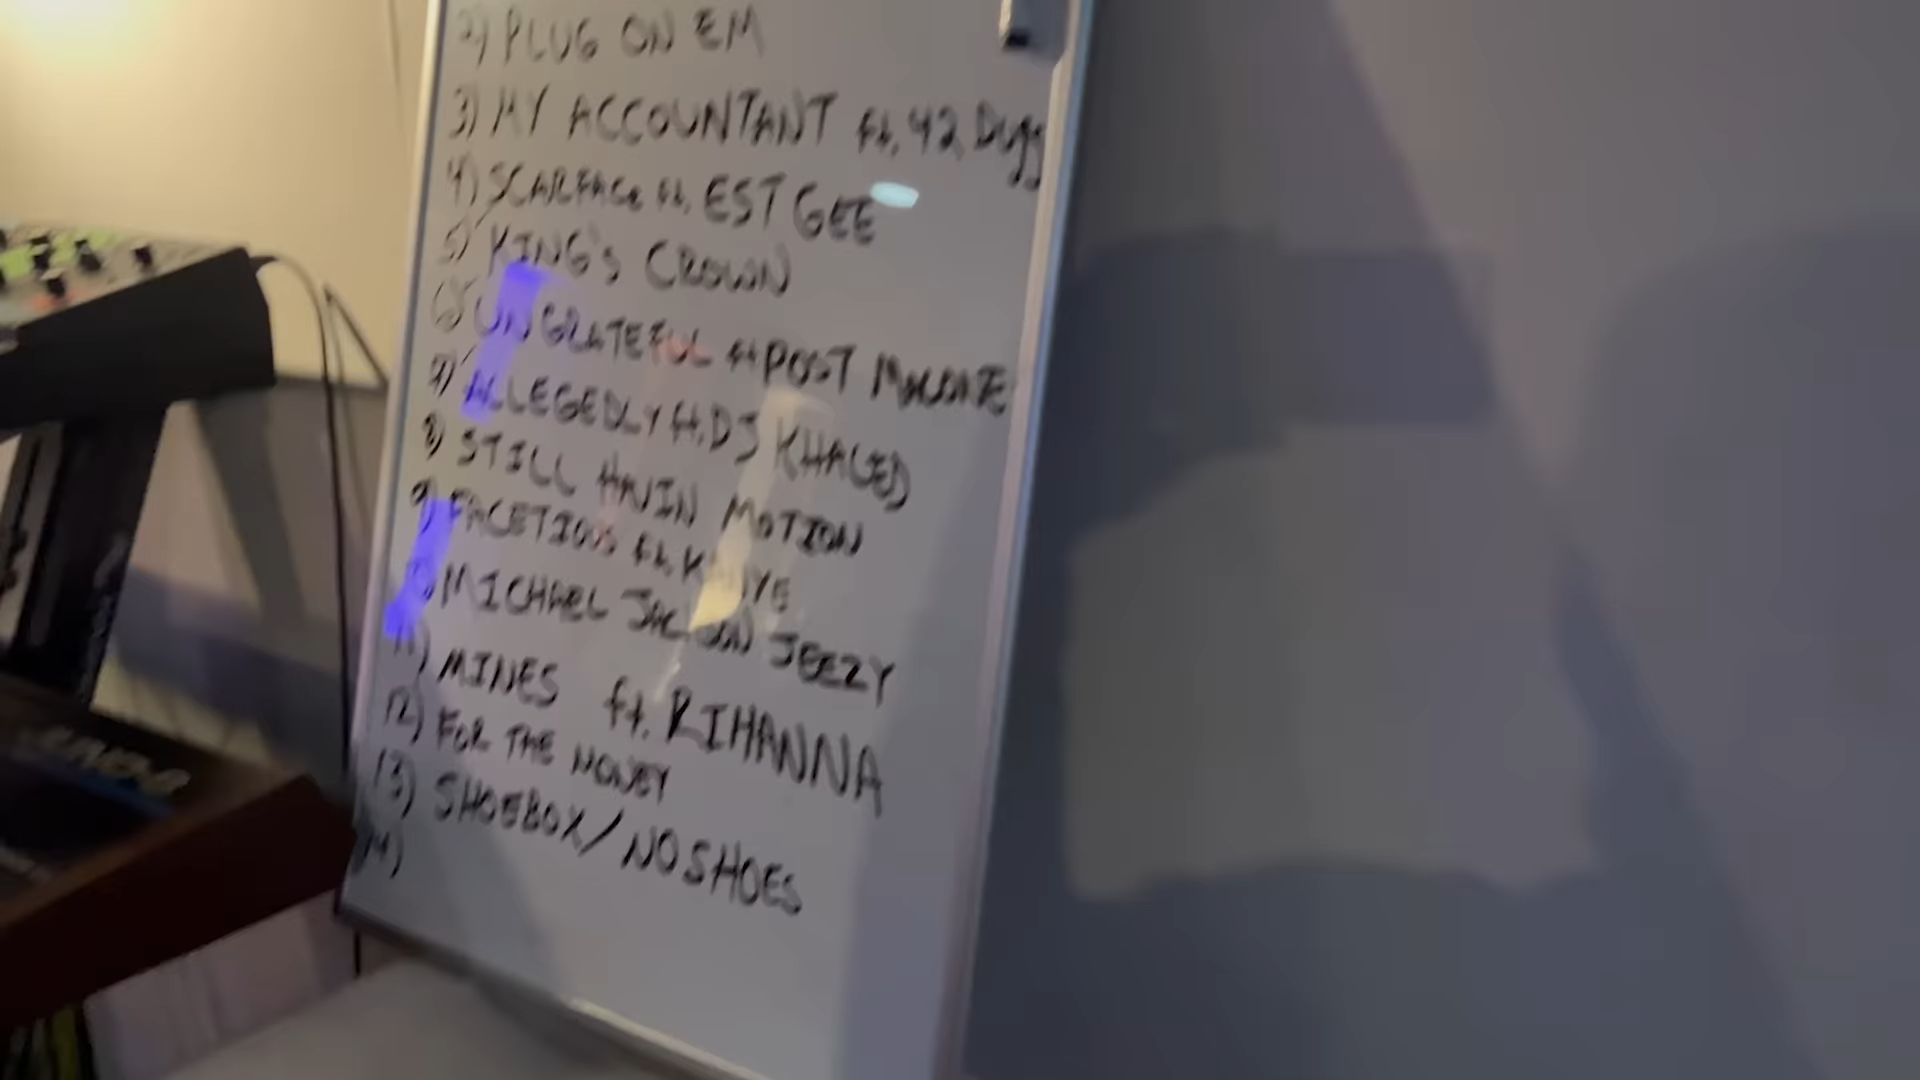 2) PLUG ON EM
3) MY ACCOUNTANT ft. 42 Dugg
4) SCARFACE ft. EST GEE
5) KING'S CROWN
6) UNGRATEFUL ft POST MALONE
7) ALLEGEDLY ft. DJ KHALED
8) STILL HAVIN MOTION
9) FACETIOUS ft.
10) MICHAEL JACKSON JEEZY
11) MINES ft. RIHANNA
12) FOR THE MONEY
13) SHOEBOX/NO SHOES
14)